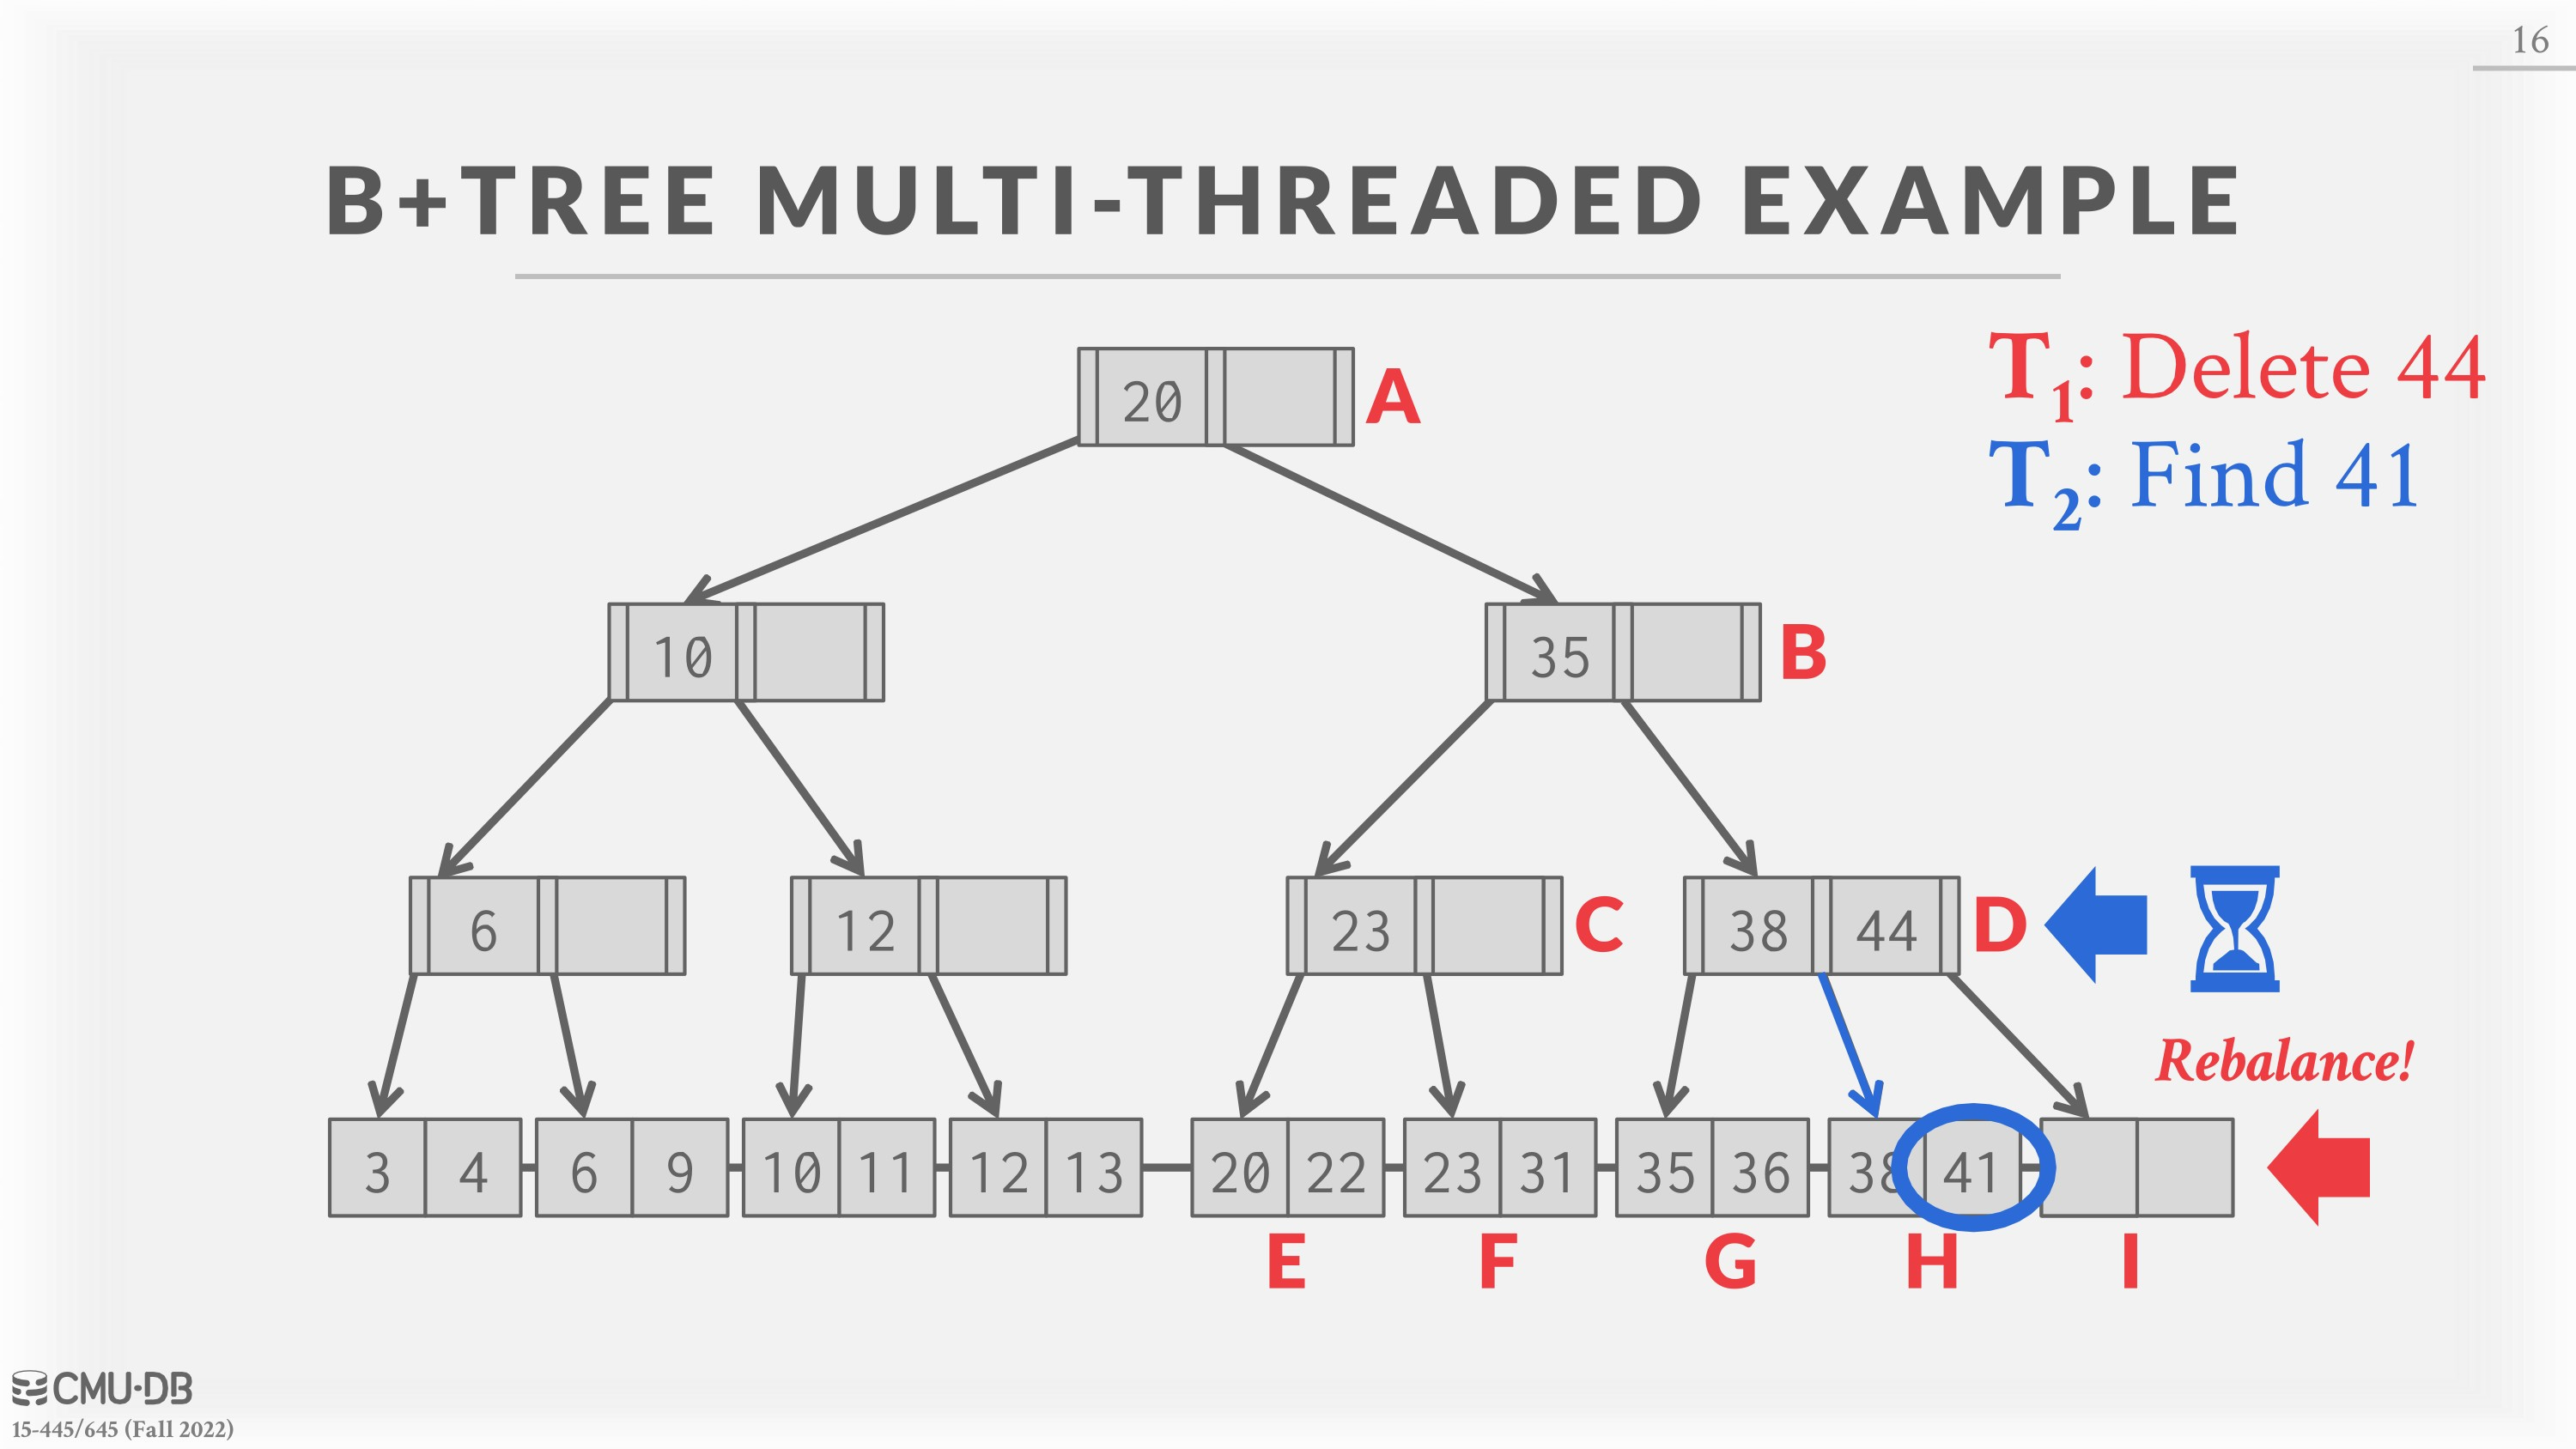 16
B+TREE MULTI-THREADED EXAMPLE
T1: Delete 44
T2: Find 41
20 A
10 35 B
6 12 23 C 38 44 D
Rebalance!
3 4 6 9 10 11 12 13 20 22 23 31 35 36 38 41
E F G H I
CMU·DB
15-445/645 (Fall 2022)